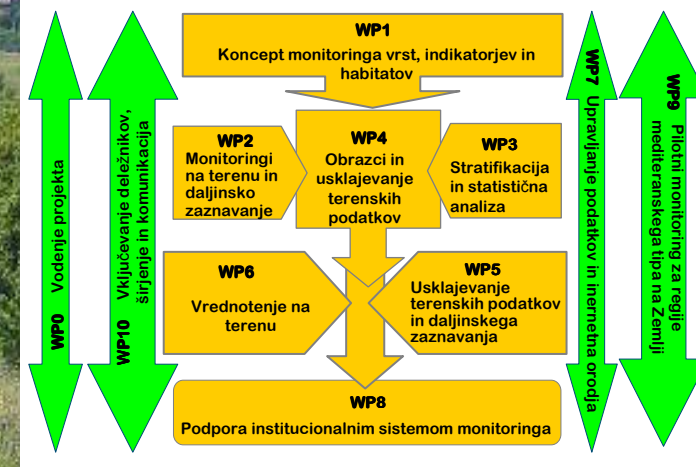 WP1
Koncept monitoringa vrst, indikatorjev in
habitatov
WP2
Monitoringi
na terenu in
daljinsko
zaznavanje
WP4
Obrazci in
usklajevanje
terenskih
podatkov
WP3
Stratifikacija
in statistična
analiza
WP6
Vrednotenje na
terenu
WP5
Usklajevanje
terenskih podatkov
in daljinskega
zaznavanja
WP8
Podpora institucionalnim sistemom monitoringa
WP0 Vodenje projekta
WP10 Vključevanje deležnikov,
širjenje in komunikacija
WP7 Upravljanje podatkov in inernetna orodja
WP9 Pilotni monitoring za regije
mediteranskega tipa na Zemlji